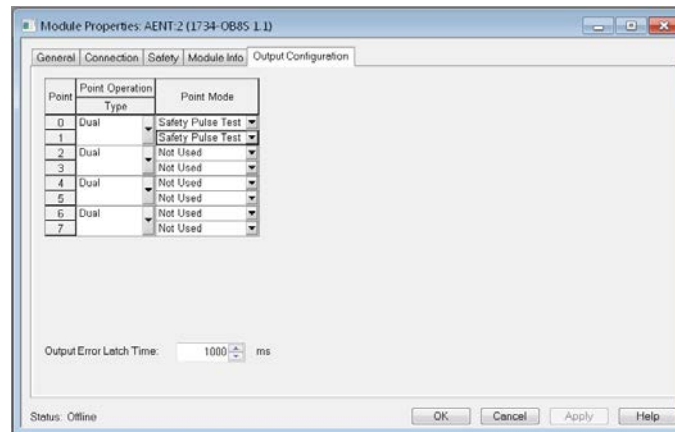 Module Properties: AENT:2 (1734-OB8S 1.1)
General Connection Safety Module Info Output Configuration
Point Point Operation Point Mode
Type
0 Dual Safety Pulse Test
1 Safety Pulse Test
2 Dual Not Used
3 Not Used
4 Dual Not Used
5 Not Used
6 Dual Not Used
7 Not Used
Output Error Latch Time: 1000 ms
Status: Offline OK Cancel Apply Help